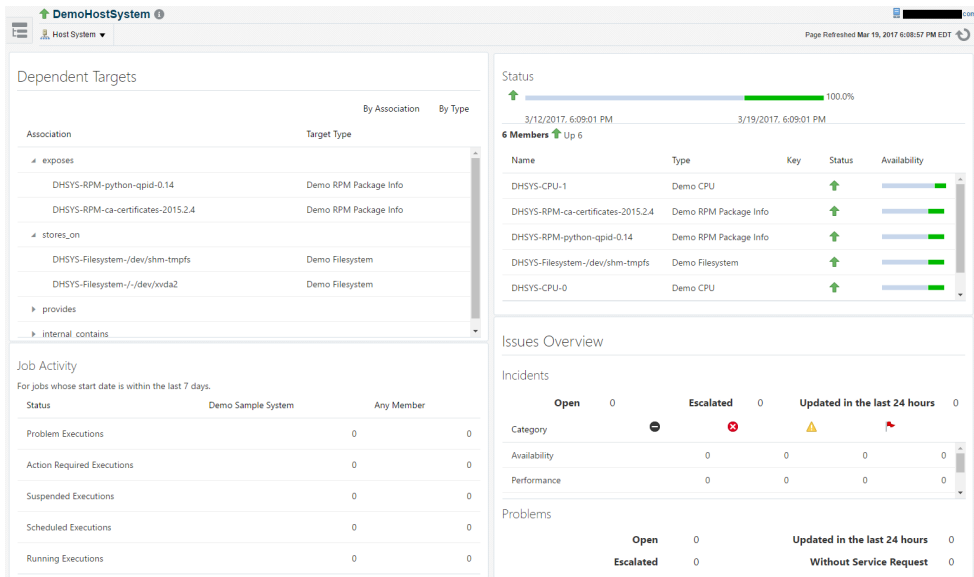 DemoHostSystem
com
Host System
Page Refreshed Mar 19, 2017 6:08:57 PM EDT
Dependent Targets
By Association By Type
Association Target Type
exposes
DHSYS-RPM-python-qpid-0.14 Demo RPM Package Info
DHSYS-RPM-ca-certificates-2015.2.4 Demo RPM Package Info
stores_on
DHSYS-Filesystem-/dev/shm-tmpfs Demo Filesystem
DHSYS-Filesystem-/-/dev/xvda2 Demo Filesystem
provides
internal_contains
Job Activity
For jobs whose start date is within the last 7 days.
Status Demo Sample System Any Member
Problem Executions 0 0
Action Required Executions 0 0
Suspended Executions 0 0
Scheduled Executions 0 0
Running Executions 0 0
Status
100.0%
3/12/2017, 6:09:01 PM 3/19/2017, 6:09:01 PM
6 Members Up 6
Name Type Key Status Availability
DHSYS-CPU-1 Demo CPU
DHSYS-RPM-ca-certificates-2015.2.4 Demo RPM Package Info
DHSYS-RPM-python-qpid-0.14 Demo RPM Package Info
DHSYS-Filesystem-/dev/shm-tmpfs Demo Filesystem
DHSYS-CPU-0 Demo CPU
Issues Overview
Incidents
Open 0 Escalated 0 Updated in the last 24 hours 0
Category
Availability 0 0 0 0
Performance 0 0 0 0
Problems
Open 0 Updated in the last 24 hours 0
Escalated 0 Without Service Request 0